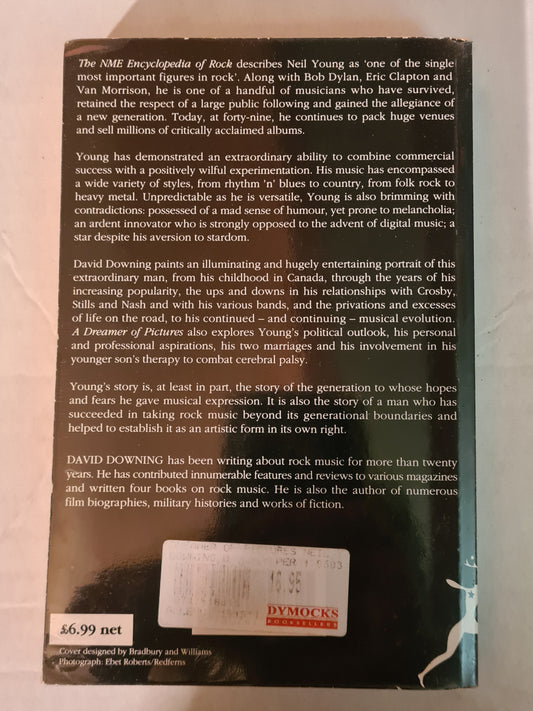 The NME Encyclopedia of Rock describes Neil Young as 'one of the single
most important figures in rock'. Along with Bob Dylan, Eric Clapton and
Van Morrison, he is one of a handful of musicians who have survived,
retained the respect of a large public following and gained the allegiance of
a new generation. Today, at forty-nine, he continues to pack huge venues
and sell millions of critically acclaimed albums.
Young has demonstrated an extraordinary ability to combine commercial
success with a positively wilful experimentation. His music has encompassed
a wide variety of styles, from rhythm 'n' blues to country, from folk rock to
heavy metal. Unpredictable as he is versatile, Young is also brimming with
contradictions: possessed of a mad sense of humour, yet prone to melancholia;
an ardent innovator who is strongly opposed to the advent of digital music; a
star despite his aversion to stardom.
David Downing paints an illuminating and hugely entertaining portrait of this
extraordinary man, from his childhood in Canada, through the years of his
increasing popularity, the ups and downs in his relationships with Crosby,
Stills and Nash and with his various bands, and the privations and excesses
of life on the road, to his continued – and continuing – musical evolution.
A Dreamer of Pictures also explores Young's political outlook, his personal
and professional aspirations, his two marriages and his involvement in his
younger son's therapy to combat cerebral palsy.
Young's story is, at least in part, the story of the generation to whose hopes
and fears he gave musical expression. It is also the story of a man who has
succeeded in taking rock music beyond its generational boundaries and
helped to establish it as an artistic form in its own right.
DAVID DOWNING has been writing about rock music for more than twenty
years. He has contributed innumerable features and reviews to various magazines
and written four books on rock music. He is also the author of numerous
film biographies, military histories and works of fiction.
16.95
DYMOCKS
BOOKSELLERS
£6.99 net
Cover designed by Bradbury and Williams
Photograph: Ebet Roberts/Redferns